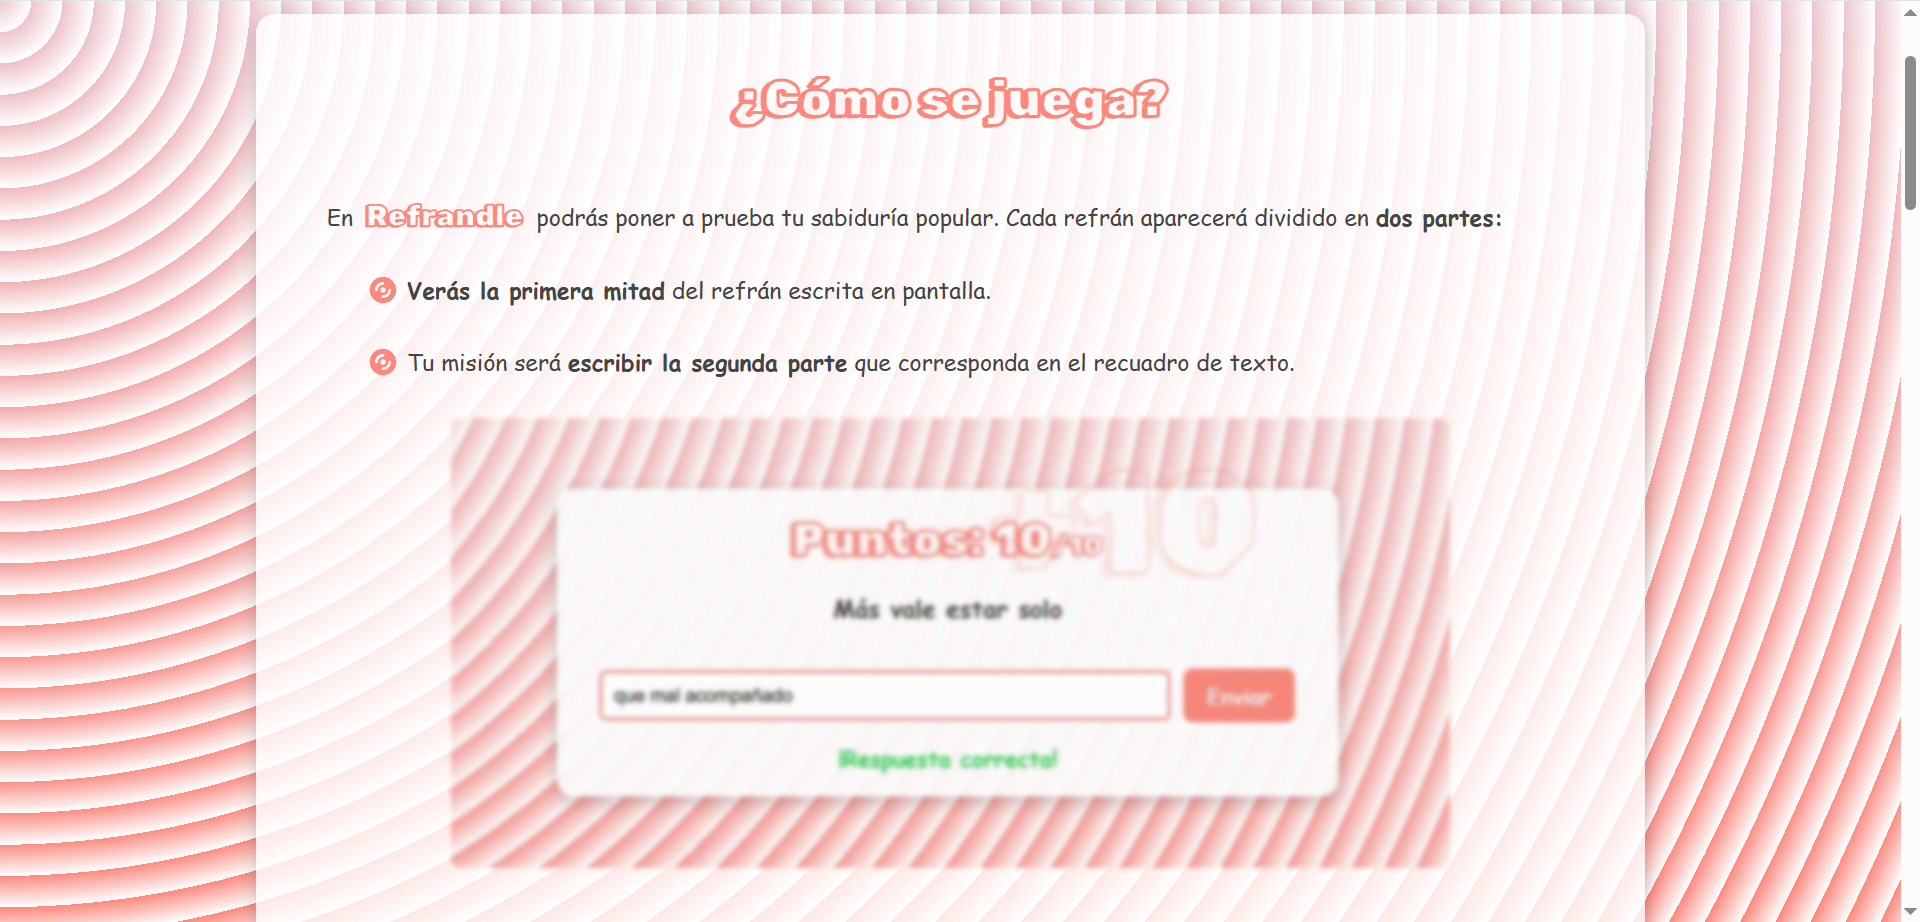 ¿Cómo se juega?
En Refrandle podrás poner a prueba tu sabiduría popular. Cada refrán aparecerá dividido en dos partes:
Verás la primera mitad del refrán escrita en pantalla.
Tu misión será escribir la segunda parte que corresponda en el recuadro de texto.
+10
Puntos: 10/10
Más vale estar solo
que mal acompañado
Enviar
¡Respuesta correcta!